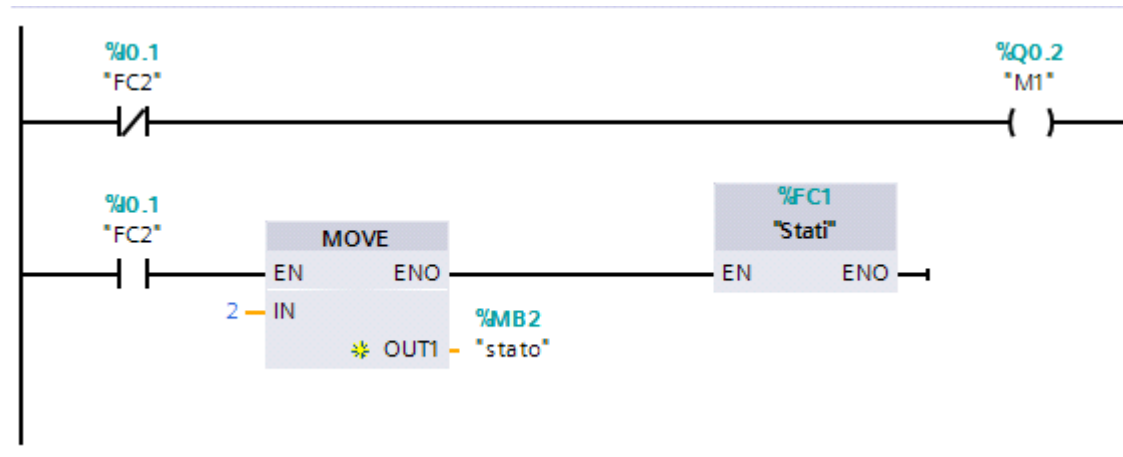 %I0.1
"FC2"
%Q0.2
"M1"
%I0.1
"FC2"
MOVE
EN ENO
2 IN
OUT1
%MB2
"stato"
%FC1
"Stati"
EN ENO